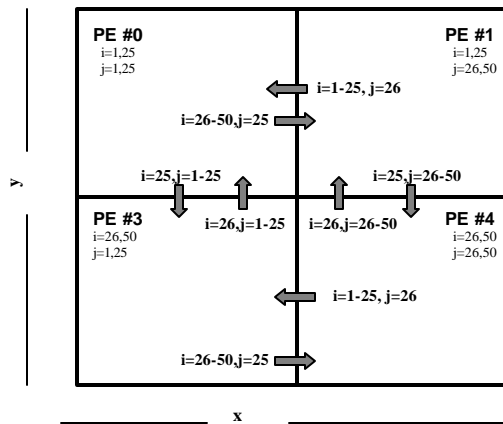 PE #0
i=1,25
j=1,25
PE #1
i=1,25
j=26,50
i=1-25, j=26
i=26-50,j=25
i=25,j=1-25
i=25,j=26-50
y
PE #3
i=26,50
j=1,25
i=26,j=1-25
i=26,j=26-50
PE #4
i=26,50
j=26,50
i=1-25, j=26
i=26-50,j=25
x